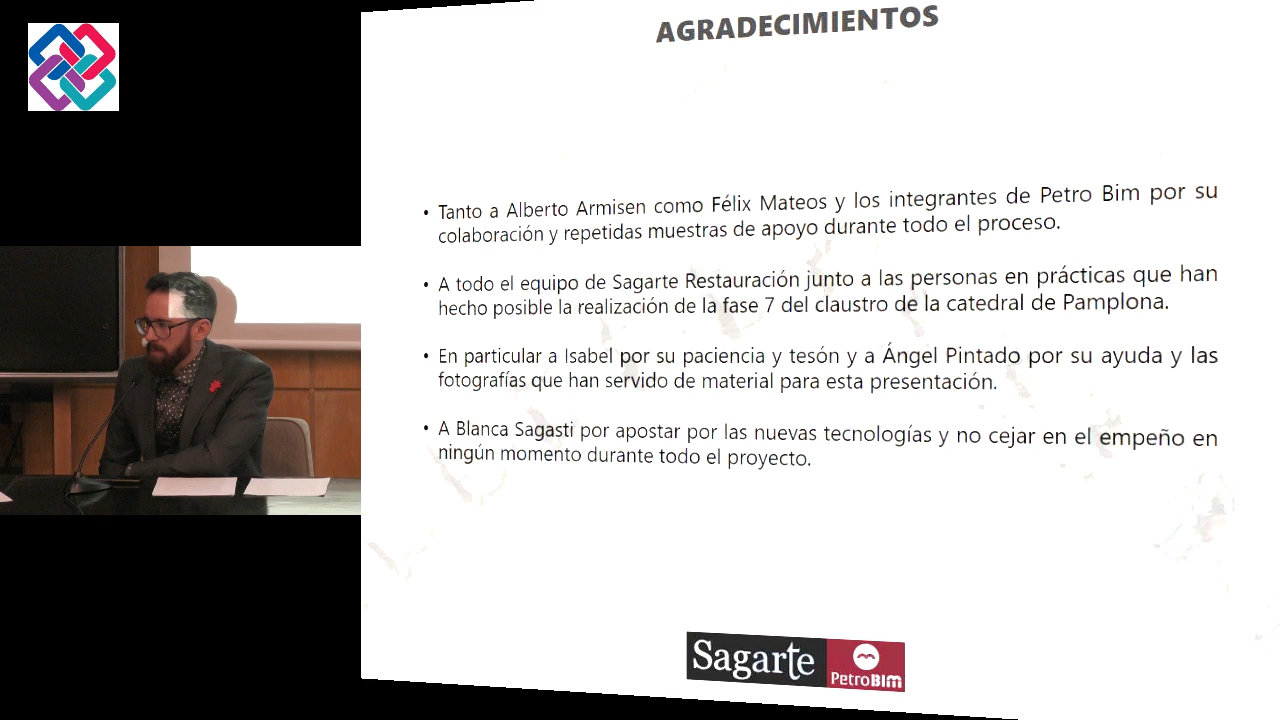 AGRADECIMIENTOS
• Tanto a Alberto Armisen como Félix Mateos y los integrantes de Petro Bim por su
colaboración y repetidas muestras de apoyo durante todo el proceso.
• A todo el equipo de Sagarte Restauración junto a las personas en prácticas que han
hecho posible la realización de la fase 7 del claustro de la catedral de Pamplona.
• En particular a Isabel por su paciencia y tesón y a Ángel Pintado por su ayuda y las
fotografías que han servido de material para esta presentación.
• A Blanca Sagasti por apostar por las nuevas tecnologías y no cejar en el empeño en
ningún momento durante todo el proyecto.
Sagarte
PetroBIM